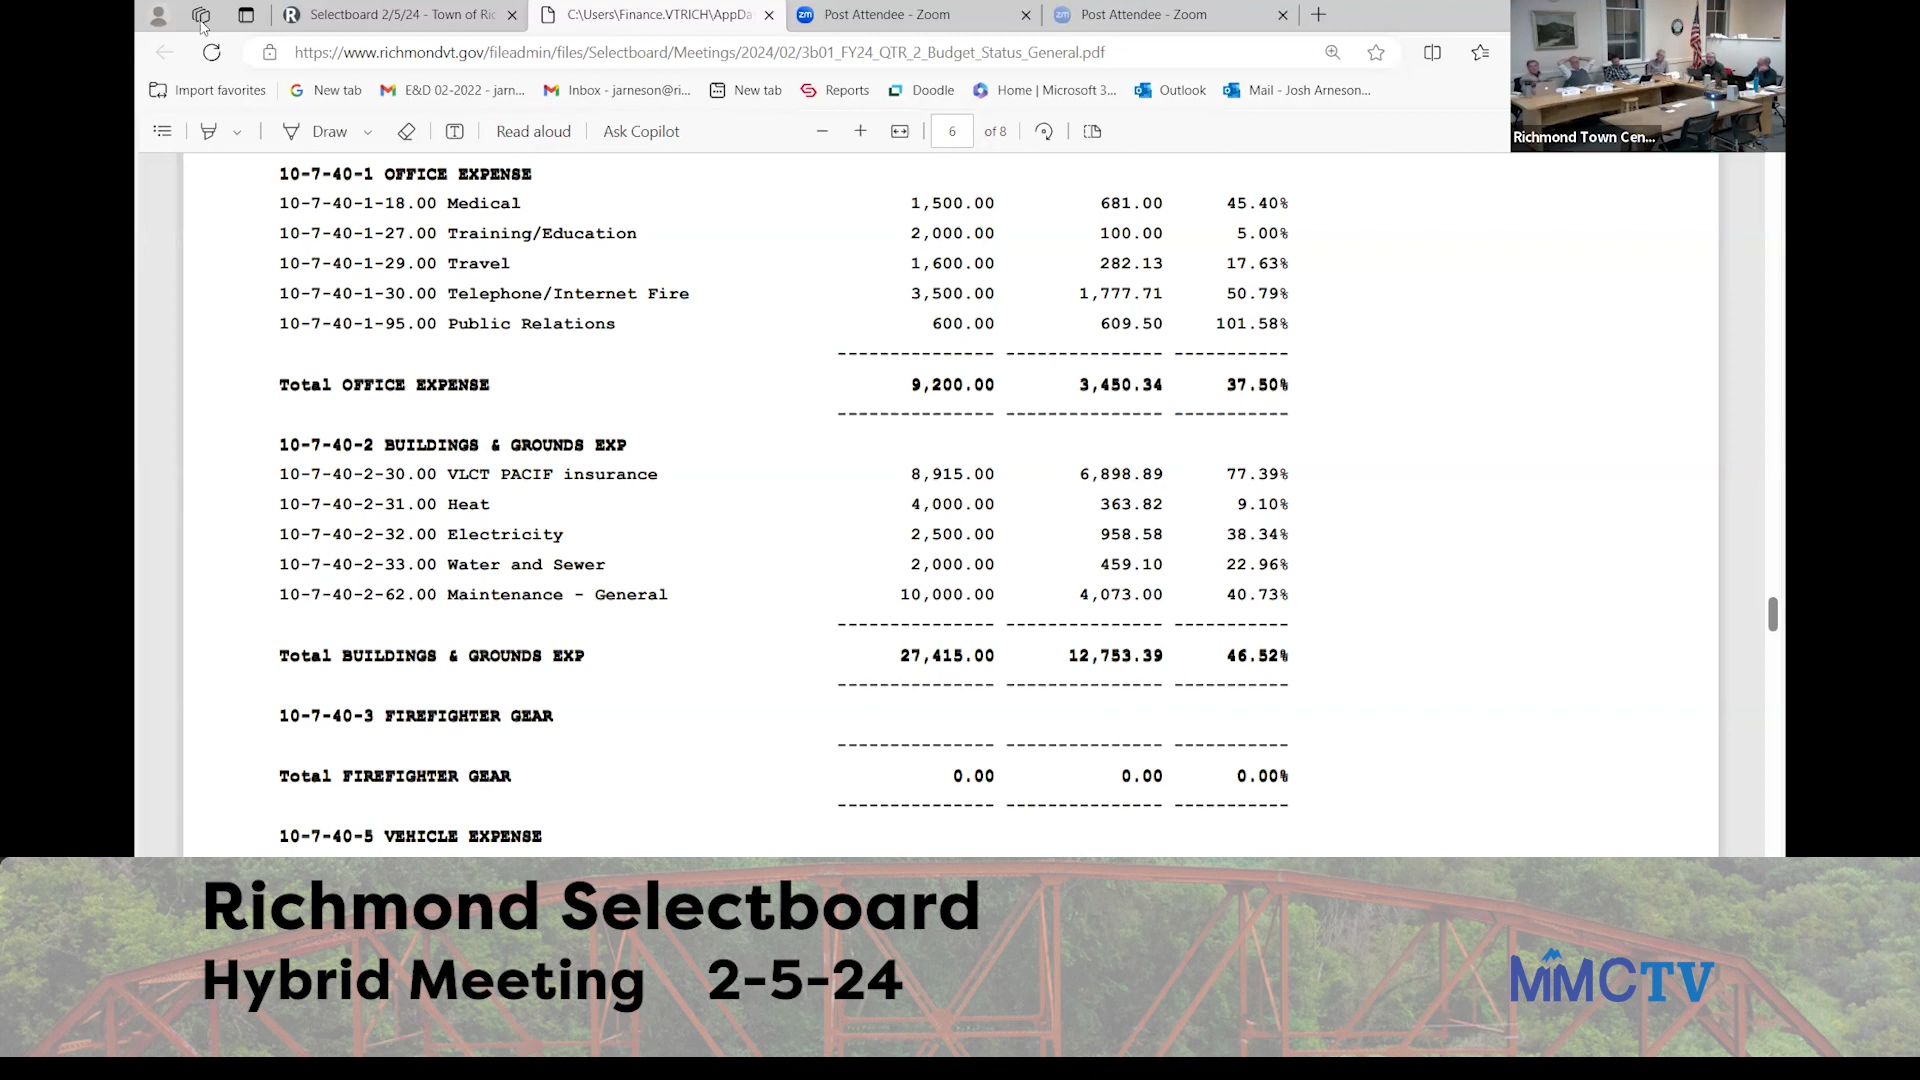 Selectboard 2/5/24 - Town of Ric
C:\Users\Finance.VTRICH\AppDa
Post Attendee - Zoom
Post Attendee - Zoom
https://www.richmondvt.gov/fileadmin/files/Selectboard/Meetings/2024/02/3b01_FY24_QTR_2_Budget_Status_General.pdf
Import favorites New tab E&D 02-2022 - jarn... Inbox - jarneson@ri... New tab Reports Doodle Home | Microsoft 3... Outlook Mail - Josh Arneson...
Draw Read aloud Ask Copilot 6 of 8
Richmond Town Cen...
10-7-40-1 OFFICE EXPENSE
10-7-40-1-18.00 Medical 1,500.00 681.00 45.40%
10-7-40-1-27.00 Training/Education 2,000.00 100.00 5.00%
10-7-40-1-29.00 Travel 1,600.00 282.13 17.63%
10-7-40-1-30.00 Telephone/Internet Fire 3,500.00 1,777.71 50.79%
10-7-40-1-95.00 Public Relations 600.00 609.50 101.58%
Total OFFICE EXPENSE 9,200.00 3,450.34 37.50%
10-7-40-2 BUILDINGS & GROUNDS EXP
10-7-40-2-30.00 VLCT PACIF insurance 8,915.00 6,898.89 77.39%
10-7-40-2-31.00 Heat 4,000.00 363.82 9.10%
10-7-40-2-32.00 Electricity 2,500.00 958.58 38.34%
10-7-40-2-33.00 Water and Sewer 2,000.00 459.10 22.96%
10-7-40-2-62.00 Maintenance - General 10,000.00 4,073.00 40.73%
Total BUILDINGS & GROUNDS EXP 27,415.00 12,753.39 46.52%
10-7-40-3 FIREFIGHTER GEAR
Total FIREFIGHTER GEAR 0.00 0.00 0.00%
10-7-40-5 VEHICLE EXPENSE
Richmond Selectboard
Hybrid Meeting 2-5-24
MMCTV